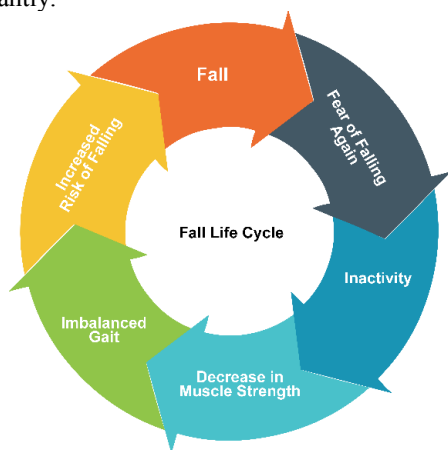 Fall
Fear of Falling
Again
Inactivity
Decrease in
Muscle Strength
Imbalanced
Gait
Increased
Risk of Falling
Fall Life Cycle